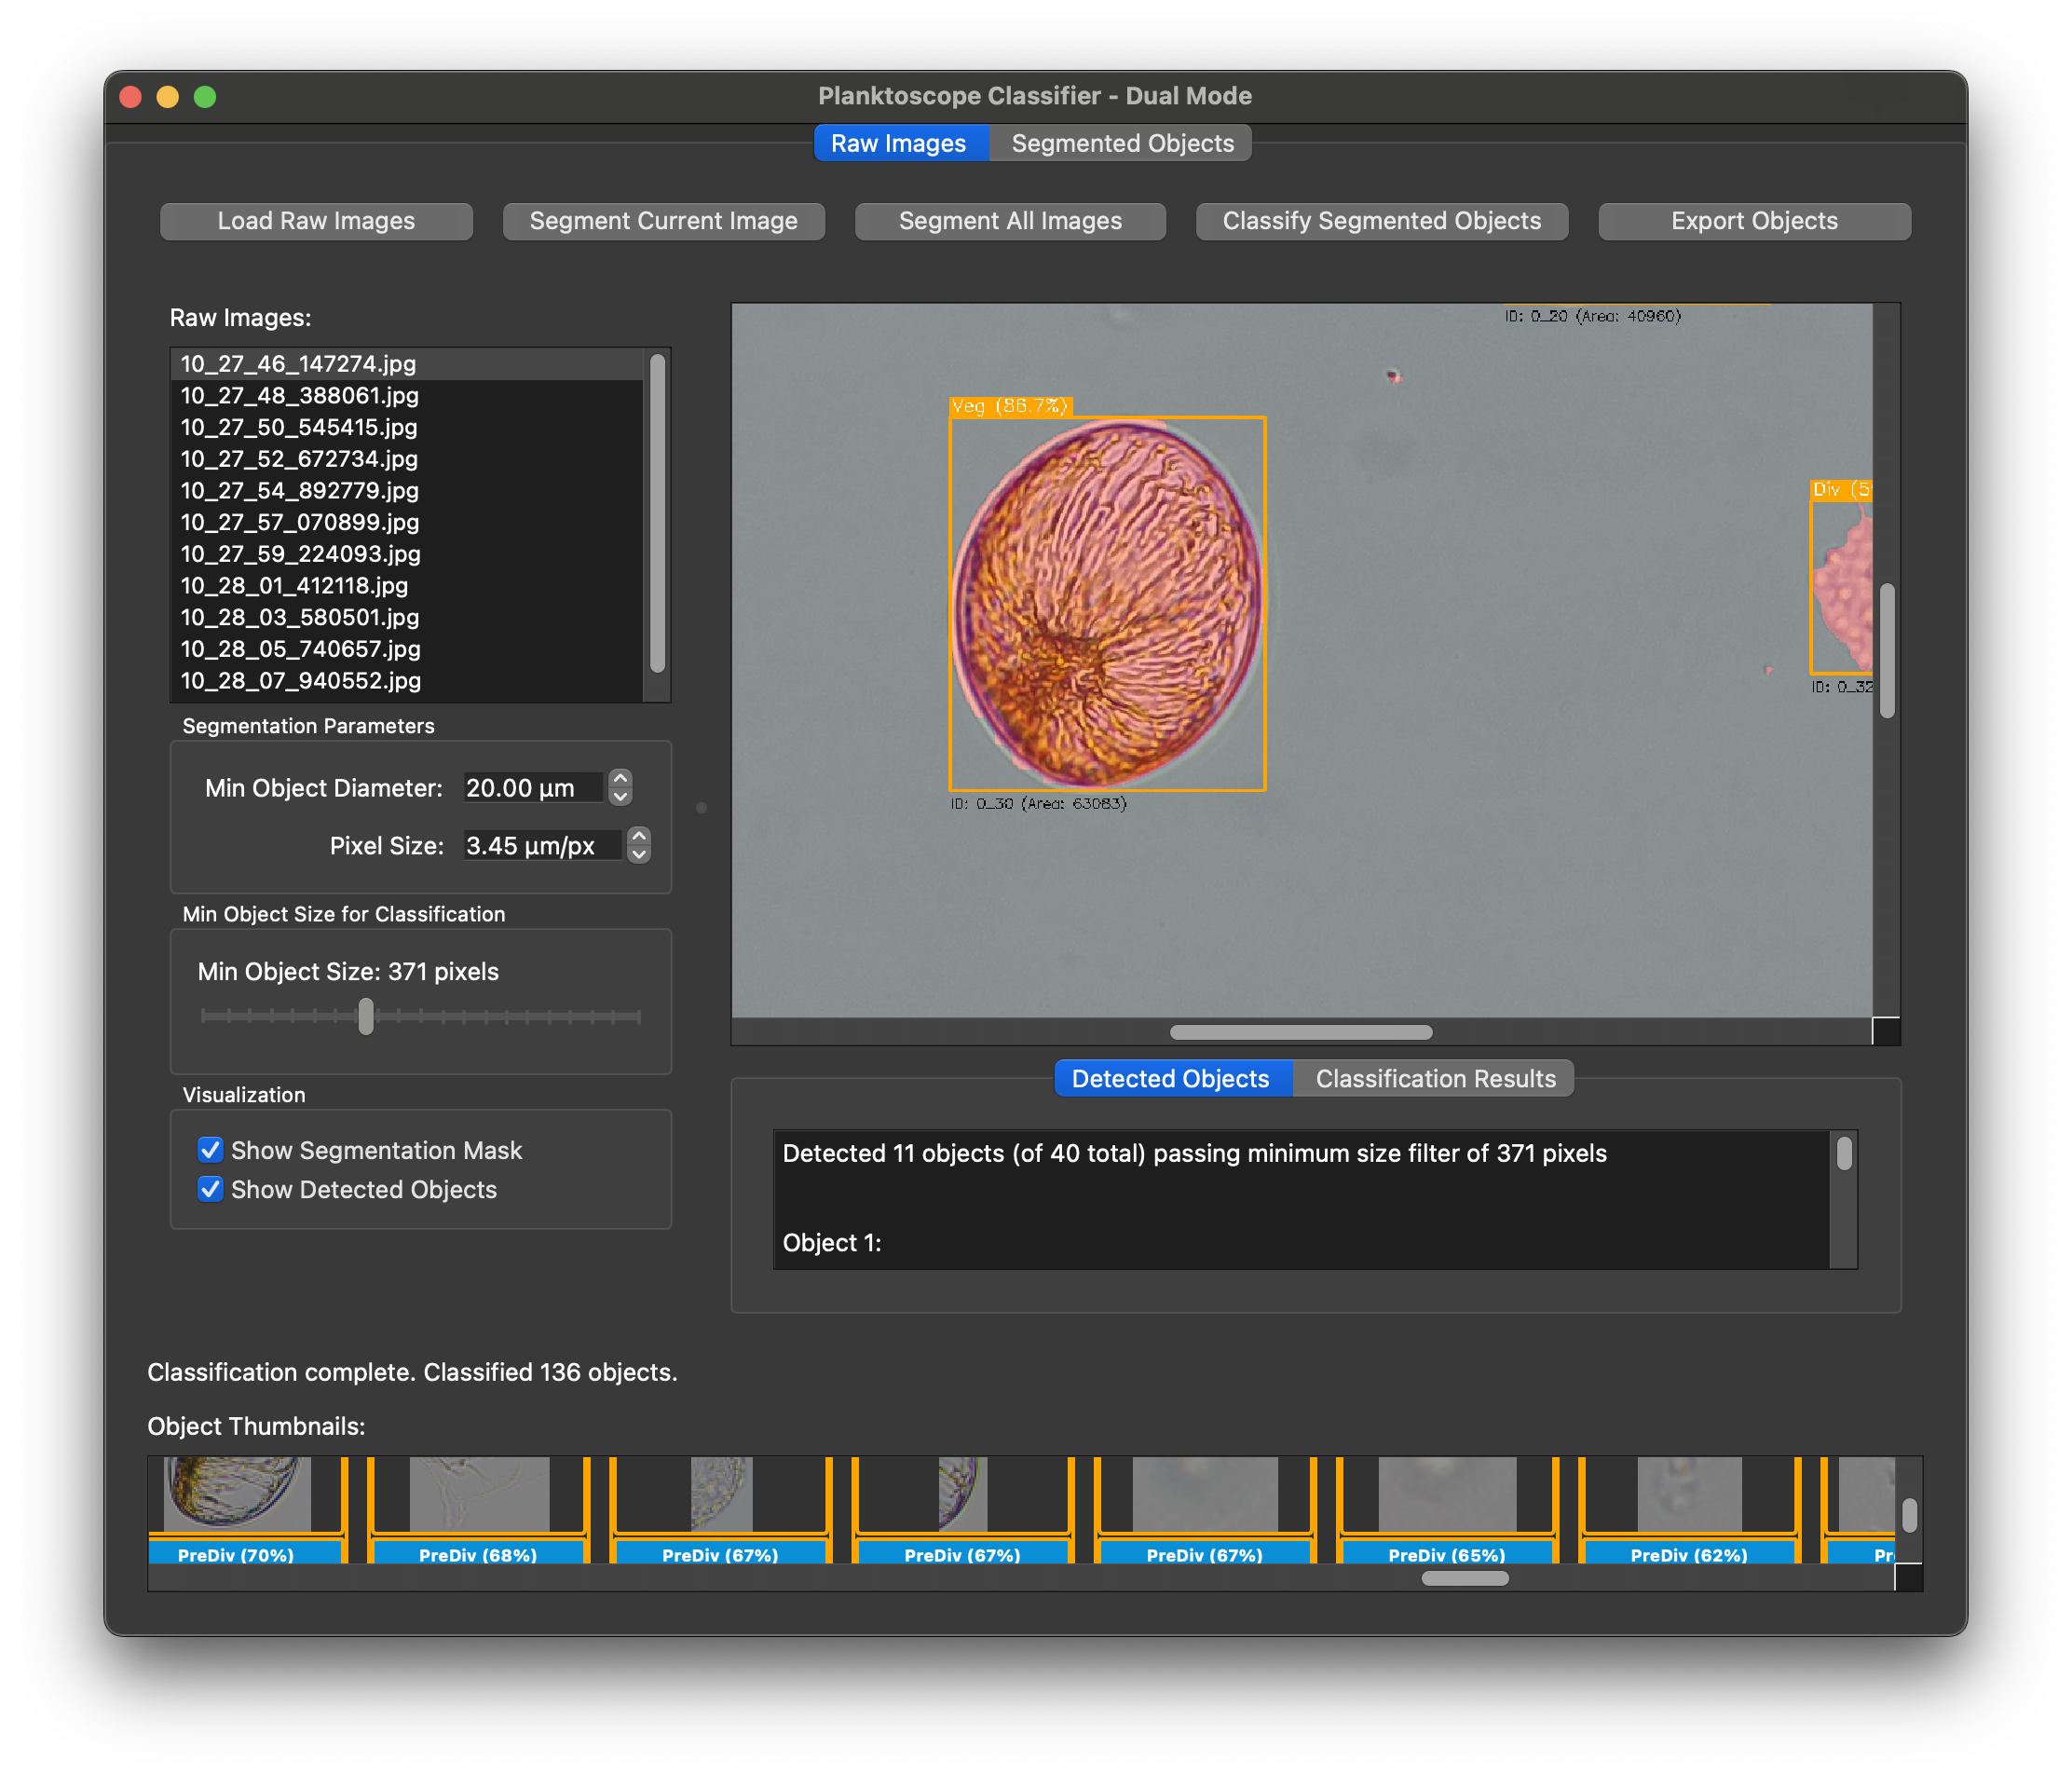 Planktoscope Classifier - Dual Mode
Raw Images
Segmented Objects
Load Raw Images
Segment Current Image
Segment All Images
Classify Segmented Objects
Export Objects
Raw Images:
10_27_46_147274.jpg
10_27_48_388061.jpg
10_27_50_545415.jpg
10_27_52_672734.jpg
10_27_54_892779.jpg
10_27_57_070899.jpg
10_27_59_224093.jpg
10_28_01_412118.jpg
10_28_03_580501.jpg
10_28_05_740657.jpg
10_28_07_940552.jpg
Segmentation Parameters
Min Object Diameter: 20.00 µm
Pixel Size: 3.45 µm/px
Min Object Size for Classification
Min Object Size: 371 pixels
Visualization
Show Segmentation Mask
Show Detected Objects
ID: 0_20 (Area: 40960)
Veg (86.7%)
ID: 0_30 (Area: 63083)
Div (5
ID: 0_32
Detected Objects
Classification Results
Detected 11 objects (of 40 total) passing minimum size filter of 371 pixels
Object 1:
Classification complete. Classified 136 objects.
Object Thumbnails:
PreDiv (70%)
PreDiv (68%)
PreDiv (67%)
PreDiv (67%)
PreDiv (67%)
PreDiv (65%)
PreDiv (62%)